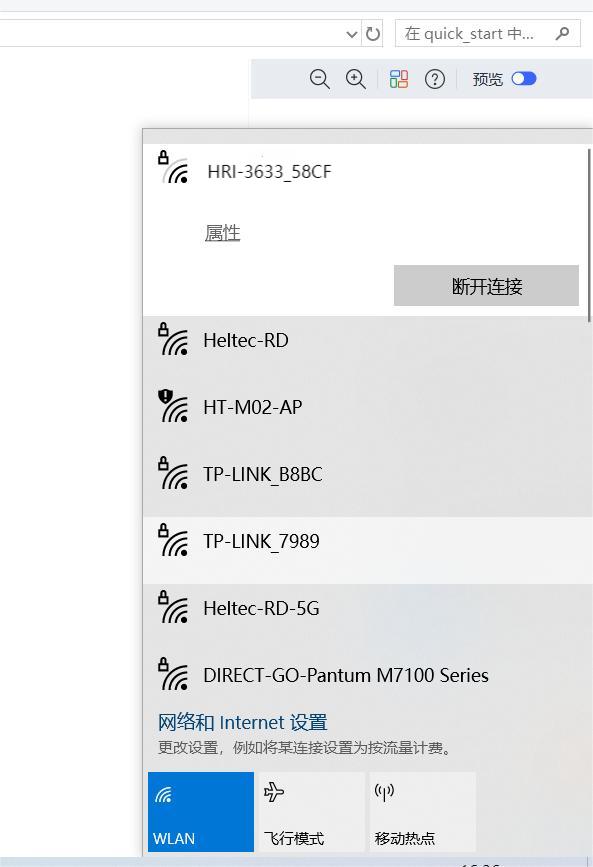 在 quick_start 中...
预览
HRI-3633_58CF
属性
断开连接
Heltec-RD
HT-M02-AP
TP-LINK_B8BC
TP-LINK_7989
Heltec-RD-5G
DIRECT-GO-Pantum M7100 Series
网络和 Internet 设置
更改设置，例如将某连接设置为按流量计费。
WLAN
飞行模式
移动热点